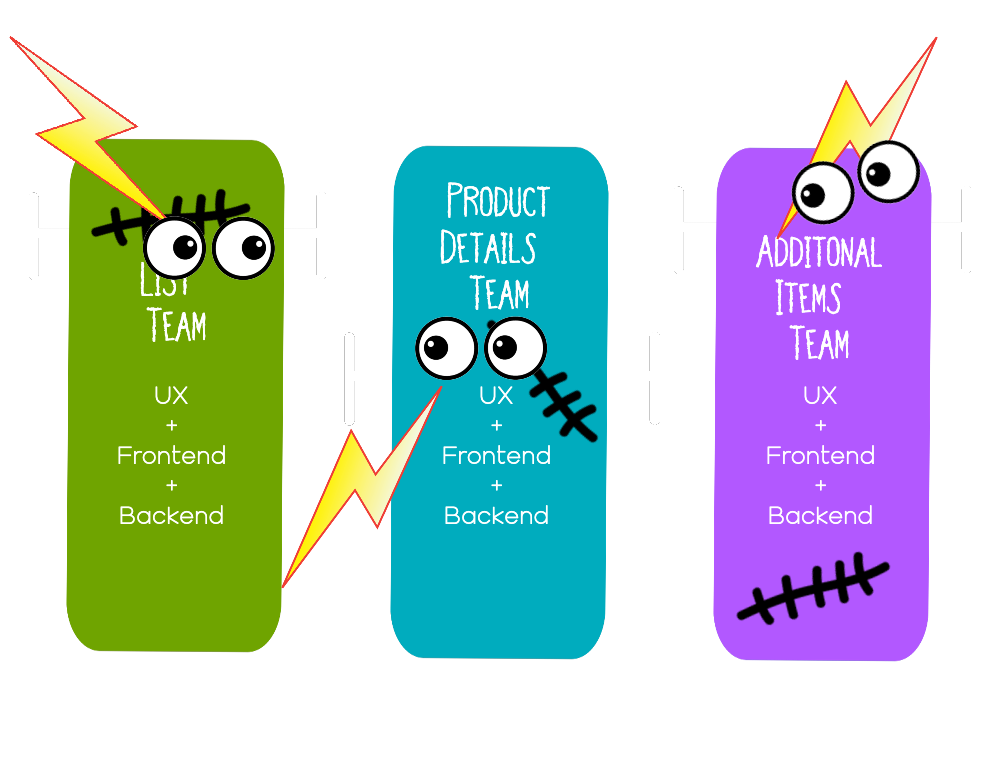 List
Team
UX
+
Frontend
+
Backend
Product
Details
Team
UX
+
Frontend
+
Backend
Additonal
Items
Team
UX
+
Frontend
+
Backend